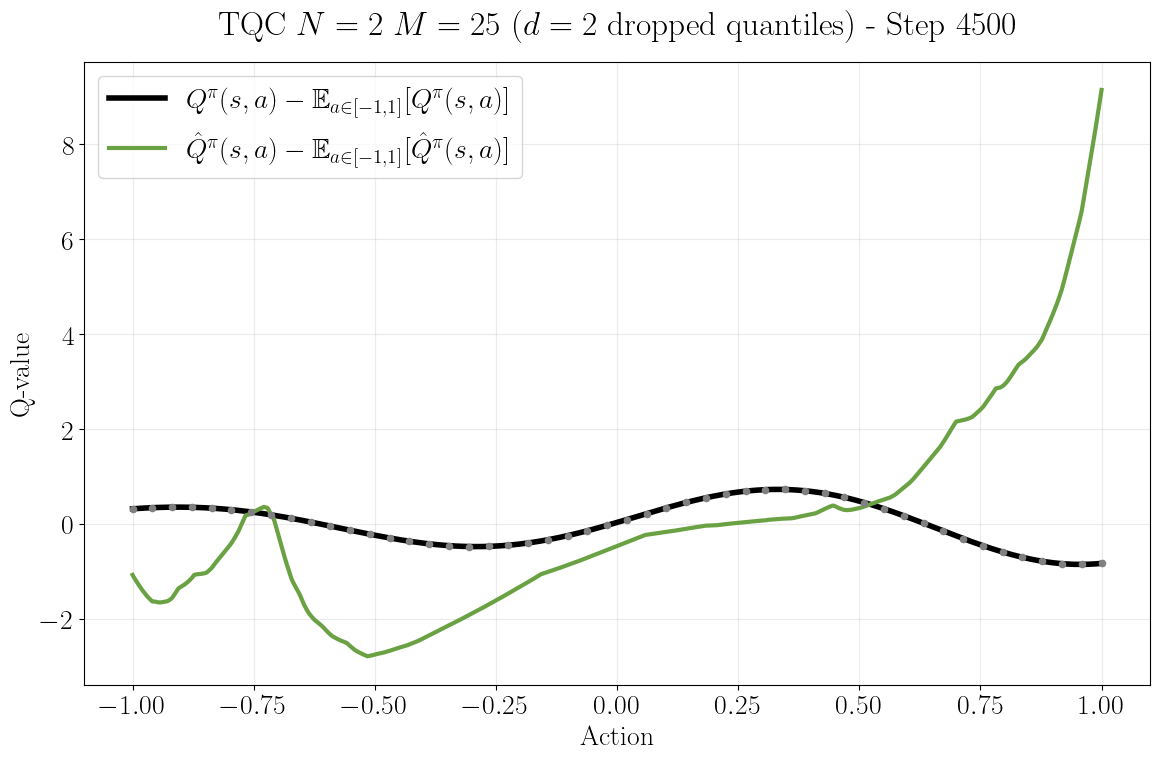 TQC N = 2 M = 25 (d = 2 dropped quantiles) - Step 4500
Q^π(s, a) − 𝔼_{a∈[−1,1]}[Q^π(s, a)]
Q̂^π(s, a) − 𝔼_{a∈[−1,1]}[Q̂^π(s, a)]
Q-value
8
6
4
2
0
−2
−1.00 −0.75 −0.50 −0.25 0.00 0.25 0.50 0.75 1.00
Action